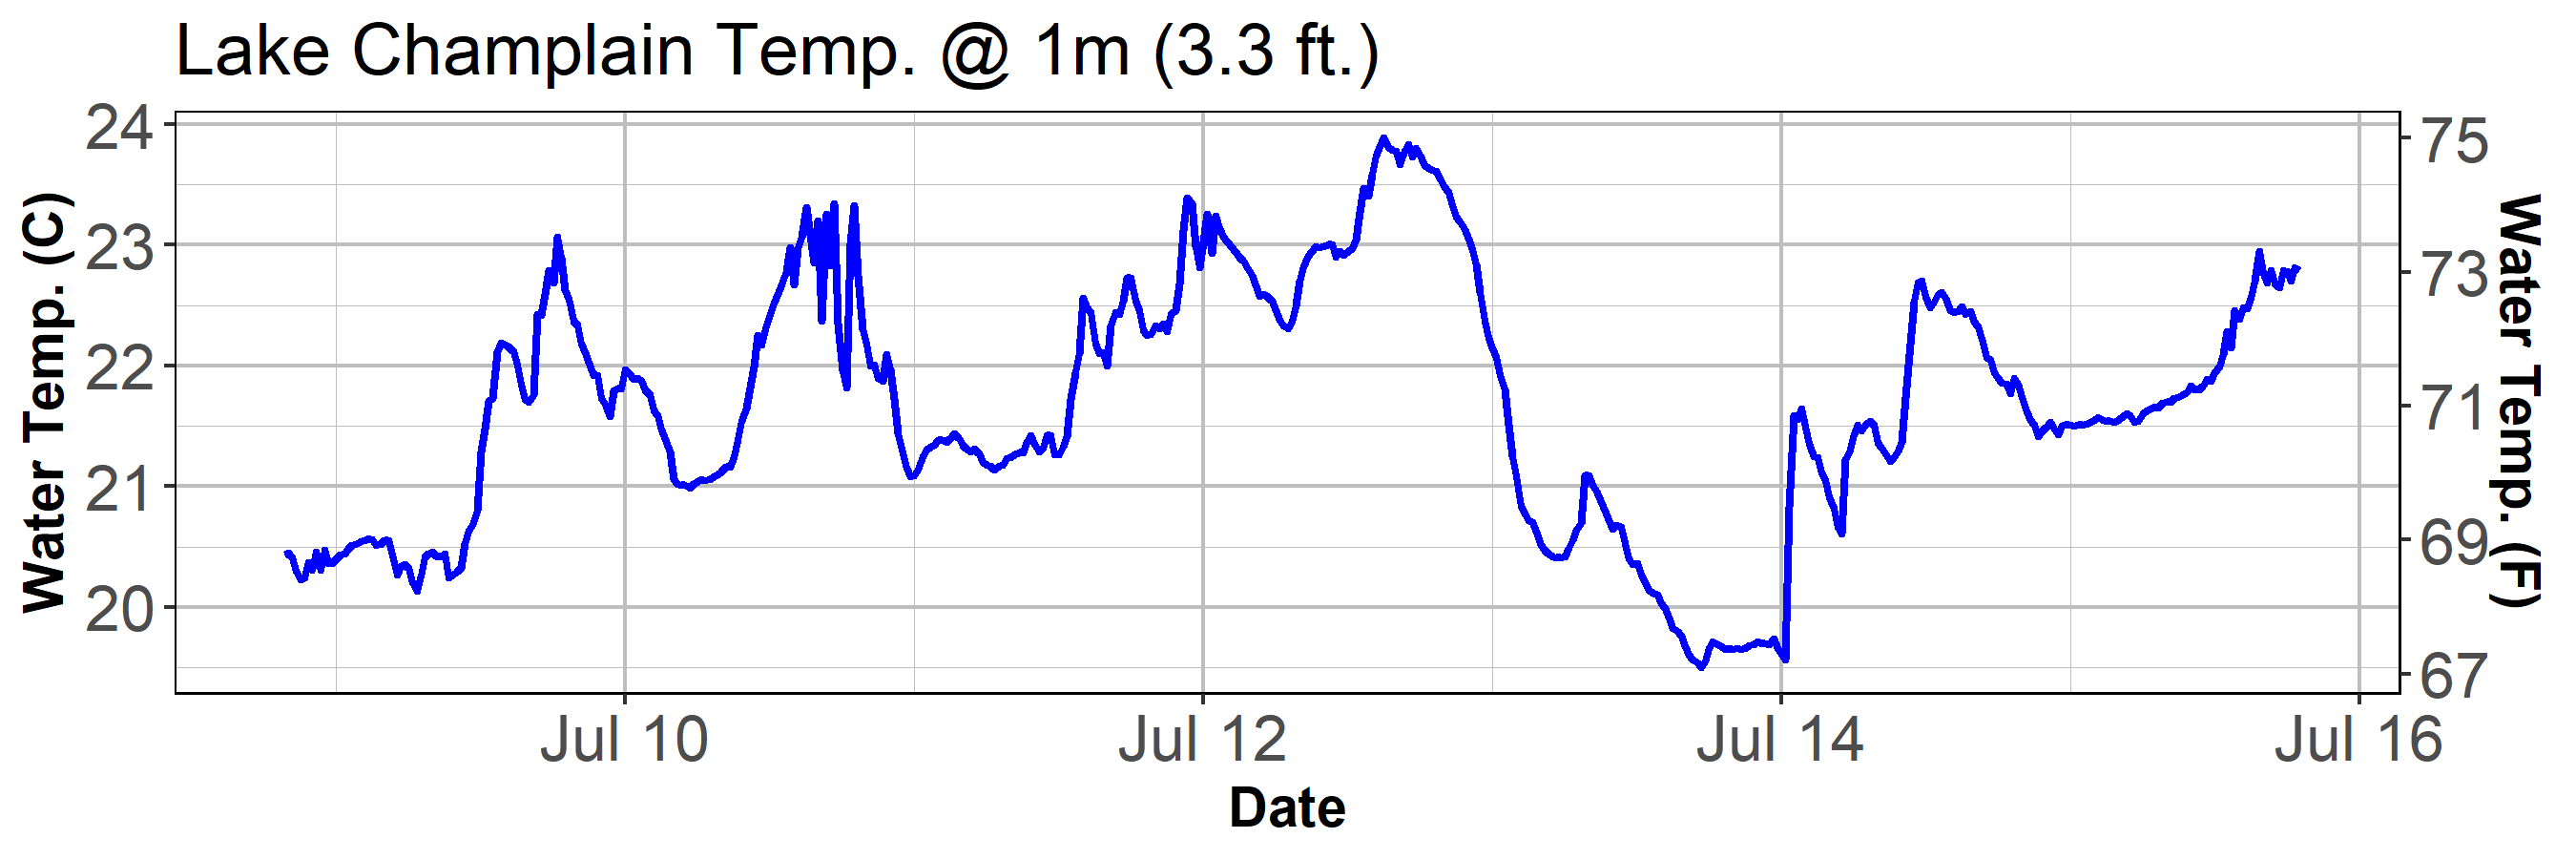 Lake Champlain Temp. @ 1m (3.3 ft.)
Water Temp. (C)
24
23
22
21
20
75
73
71
69
67
Water Temp. (F)
Jul 10
Jul 12
Jul 14
Jul 16
Date